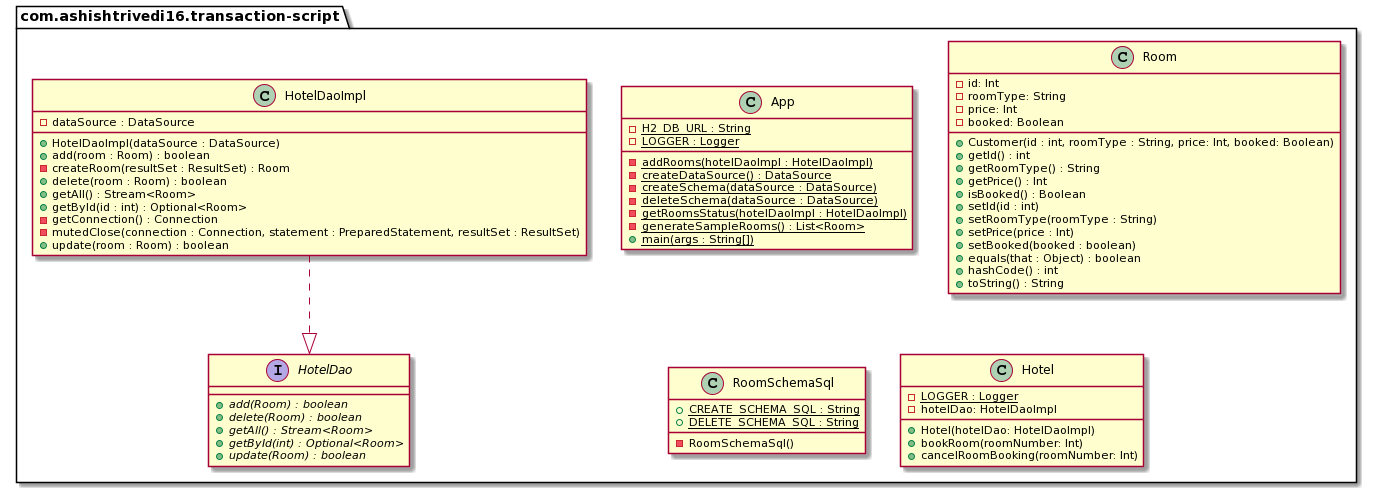 com.ashishtrivedi16.transaction-script
C HotelDaoImpl
dataSource : DataSource
HotelDaoImpl(dataSource : DataSource)
add(room : Room) : boolean
createRoom(resultSet : ResultSet) : Room
delete(room : Room) : boolean
getAll() : Stream<Room>
getById(id : int) : Optional<Room>
getConnection() : Connection
mutedClose(connection : Connection, statement : PreparedStatement, resultSet : ResultSet)
update(room : Room) : boolean
C App
H2_DB_URL : String
LOGGER : Logger
addRooms(hotelDaoImpl : HotelDaoImpl)
createDataSource() : DataSource
createSchema(dataSource : DataSource)
deleteSchema(dataSource : DataSource)
getRoomsStatus(hotelDaoImpl : HotelDaoImpl)
generateSampleRooms() : List<Room>
main(args : String[])
C Room
id: Int
roomType: String
price: Int
booked: Boolean
Customer(id : int, roomType : String, price: Int, booked: Boolean)
getId() : int
getRoomType() : String
getPrice() : Int
isBooked() : Boolean
setId(id : int)
setRoomType(roomType : String)
setPrice(price : Int)
setBooked(booked : boolean)
equals(that : Object) : boolean
hashCode() : int
toString() : String
I HotelDao
add(Room) : boolean
delete(Room) : boolean
getAll() : Stream<Room>
getById(int) : Optional<Room>
update(Room) : boolean
C RoomSchemaSql
CREATE_SCHEMA_SQL : String
DELETE_SCHEMA_SQL : String
RoomSchemaSql()
C Hotel
LOGGER : Logger
hotelDao: HotelDaoImpl
Hotel(hotelDao: HotelDaoImpl)
bookRoom(roomNumber: Int)
cancelRoomBooking(roomNumber: Int)